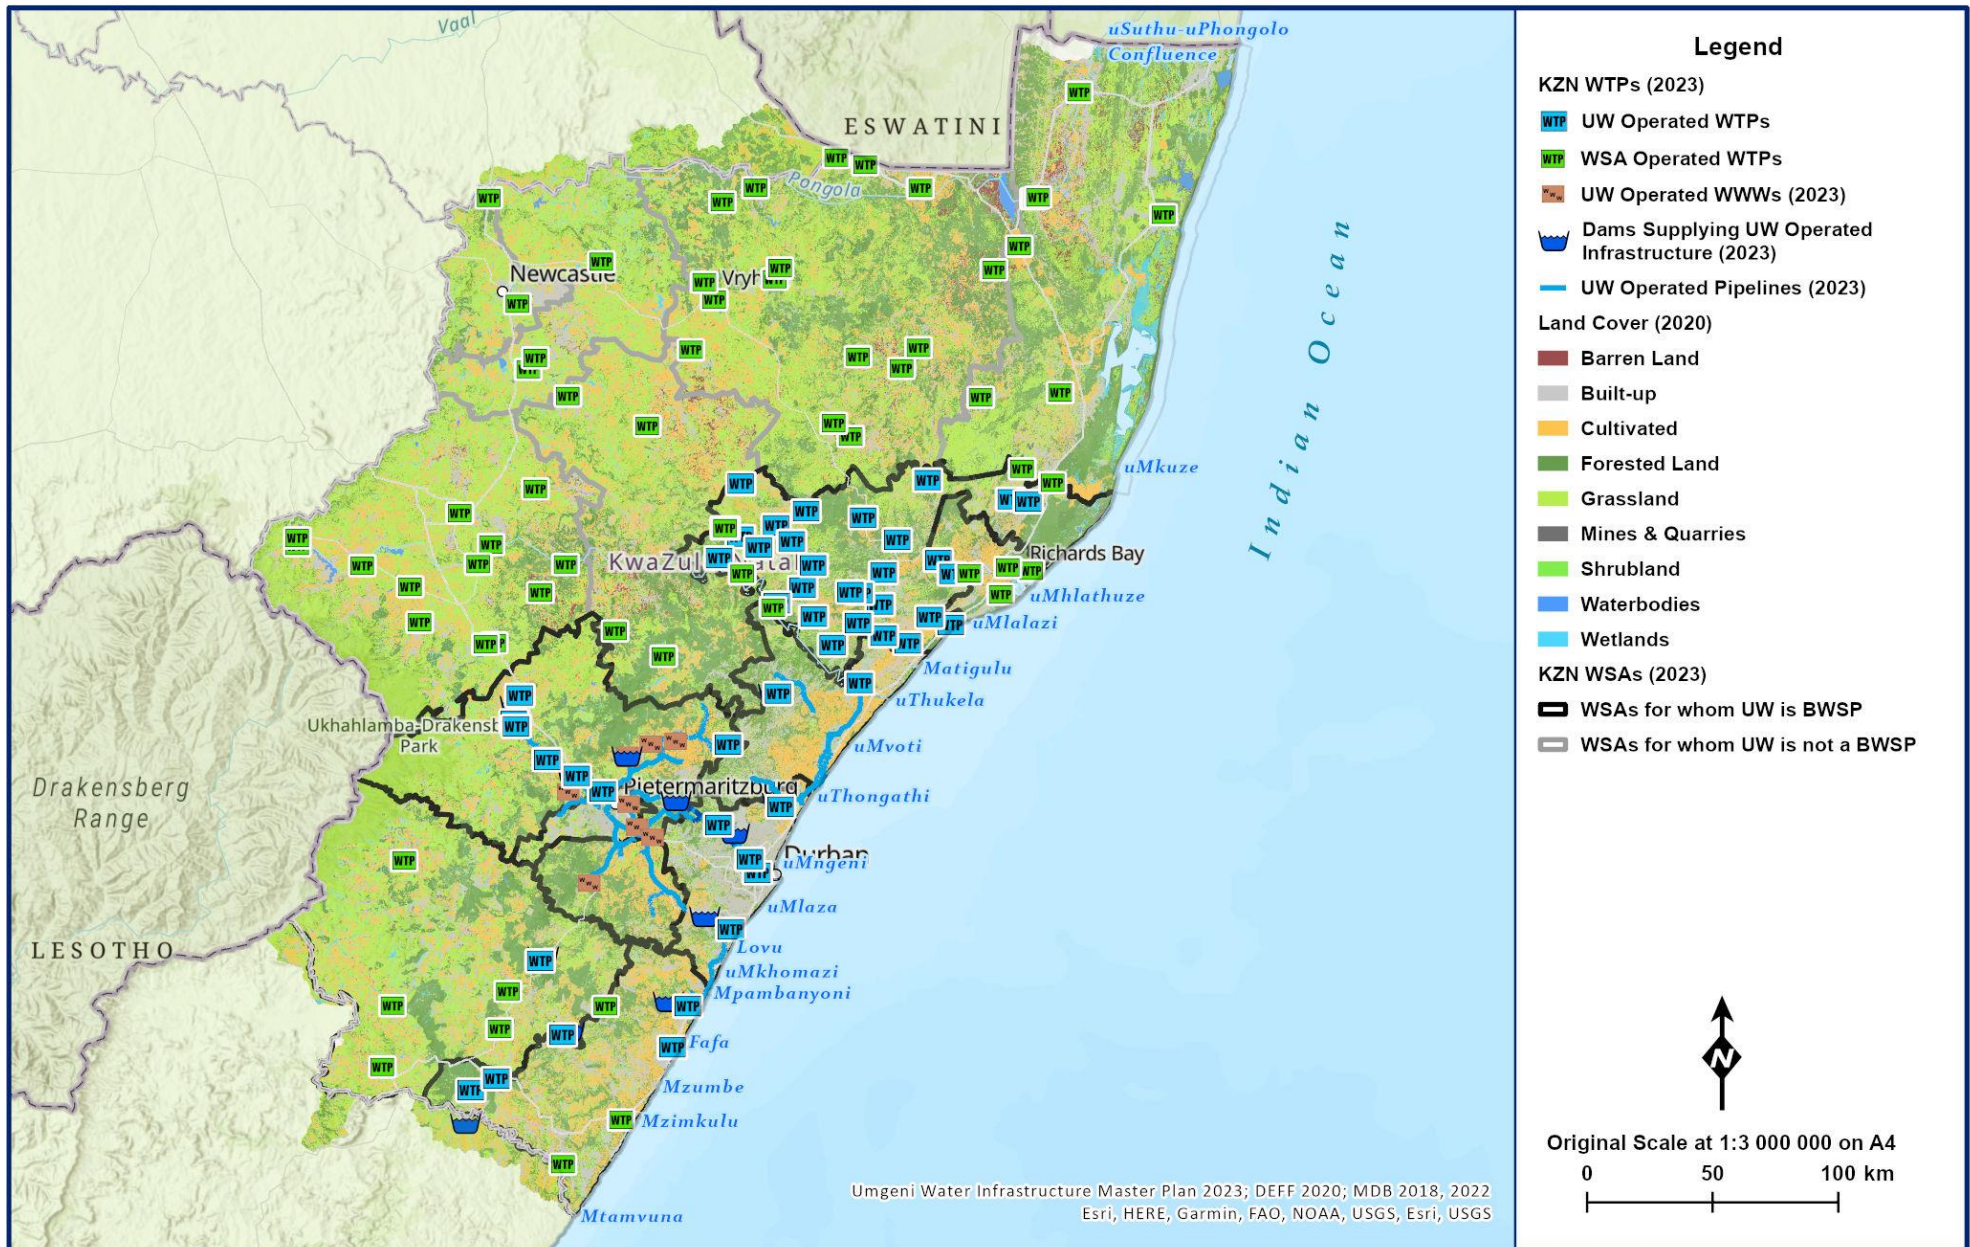 Vaal
uSuthu-uPhongolo
Confluence
ESWATINI
Pongola
Newcastle
Indian Ocean
uMkuze
Richards Bay
uMhlathuze
uMlalazi
Matigulu
uThukela
Ukhahlamba-Drakensb
Park
uMvoti
Drakensberg
Range
Pietermaritzburg
uThongathi
Durban
uMngeni
uMlaza
LESOTHO
Lovu
uMkhomazi
Mpambanyoni
Fafa
Mzumbe
Mzimkulu
Mtamvuna
WTP
Umgeni Water Infrastructure Master Plan 2023; DEFF 2020; MDB 2018, 2022
Esri, HERE, Garmin, FAO, NOAA, USGS, Esri, USGS
Legend
KZN WTPs (2023)
WTP UW Operated WTPs
WTP WSA Operated WTPs
UW Operated WWWs (2023)
Dams Supplying UW Operated
Infrastructure (2023)
UW Operated Pipelines (2023)
Land Cover (2020)
Barren Land
Built-up
Cultivated
Forested Land
Grassland
Mines & Quarries
Shrubland
Waterbodies
Wetlands
KZN WSAs (2023)
WSAs for whom UW is BWSP
WSAs for whom UW is not a BWSP
N
Original Scale at 1:3 000 000 on A4
0 50 100 km